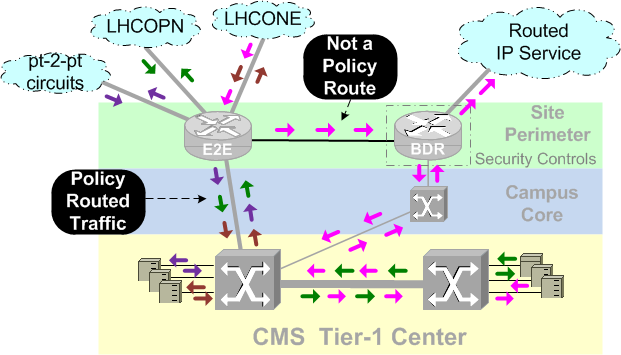 LHCOPN
LHCONE
Not a
Policy
Route
Routed
IP Service
pt-2-pt
circuits
E2E
BDR
Site
Perimeter
Security Controls
Policy
Routed
Traffic
Campus
Core
CMS Tier-1 Center